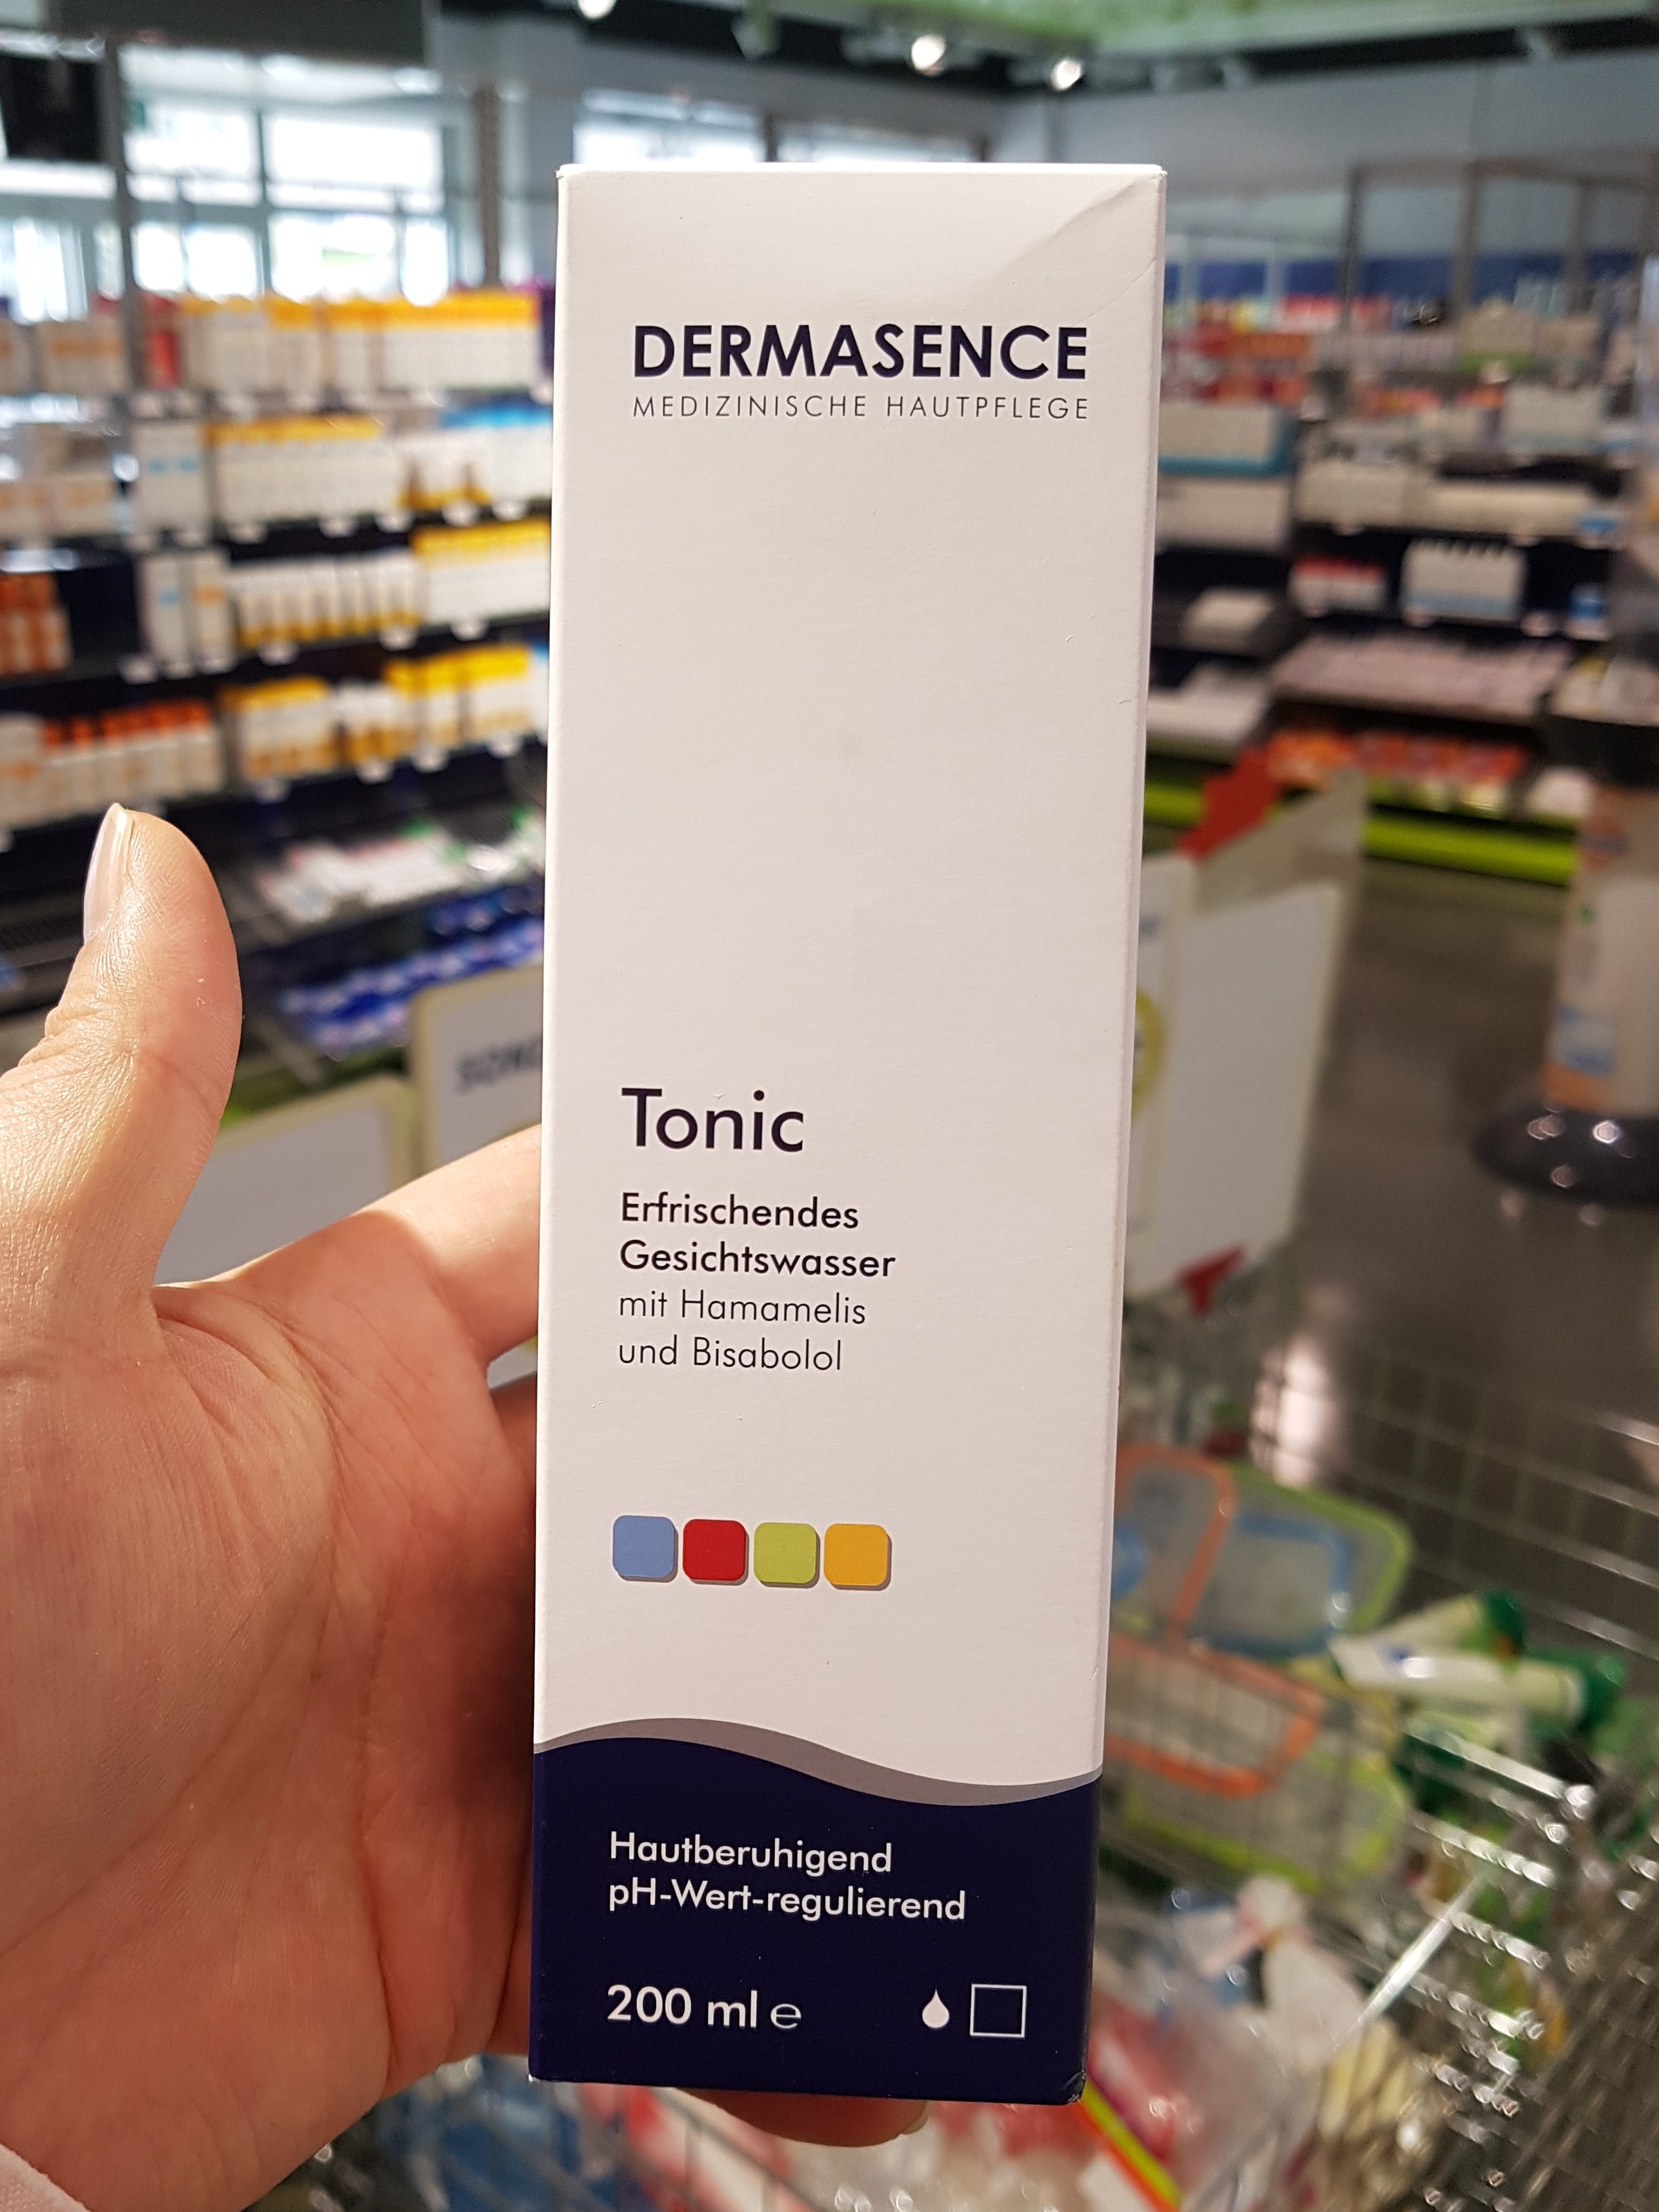 DERMASENCE
MEDIZINISCHE HAUTPFLEGE
Tonic
Erfrischendes
Gesichtswasser
mit Hamamelis
und Bisabolol
Hautberuhigend
pH-Wert-regulierend
200 ml e